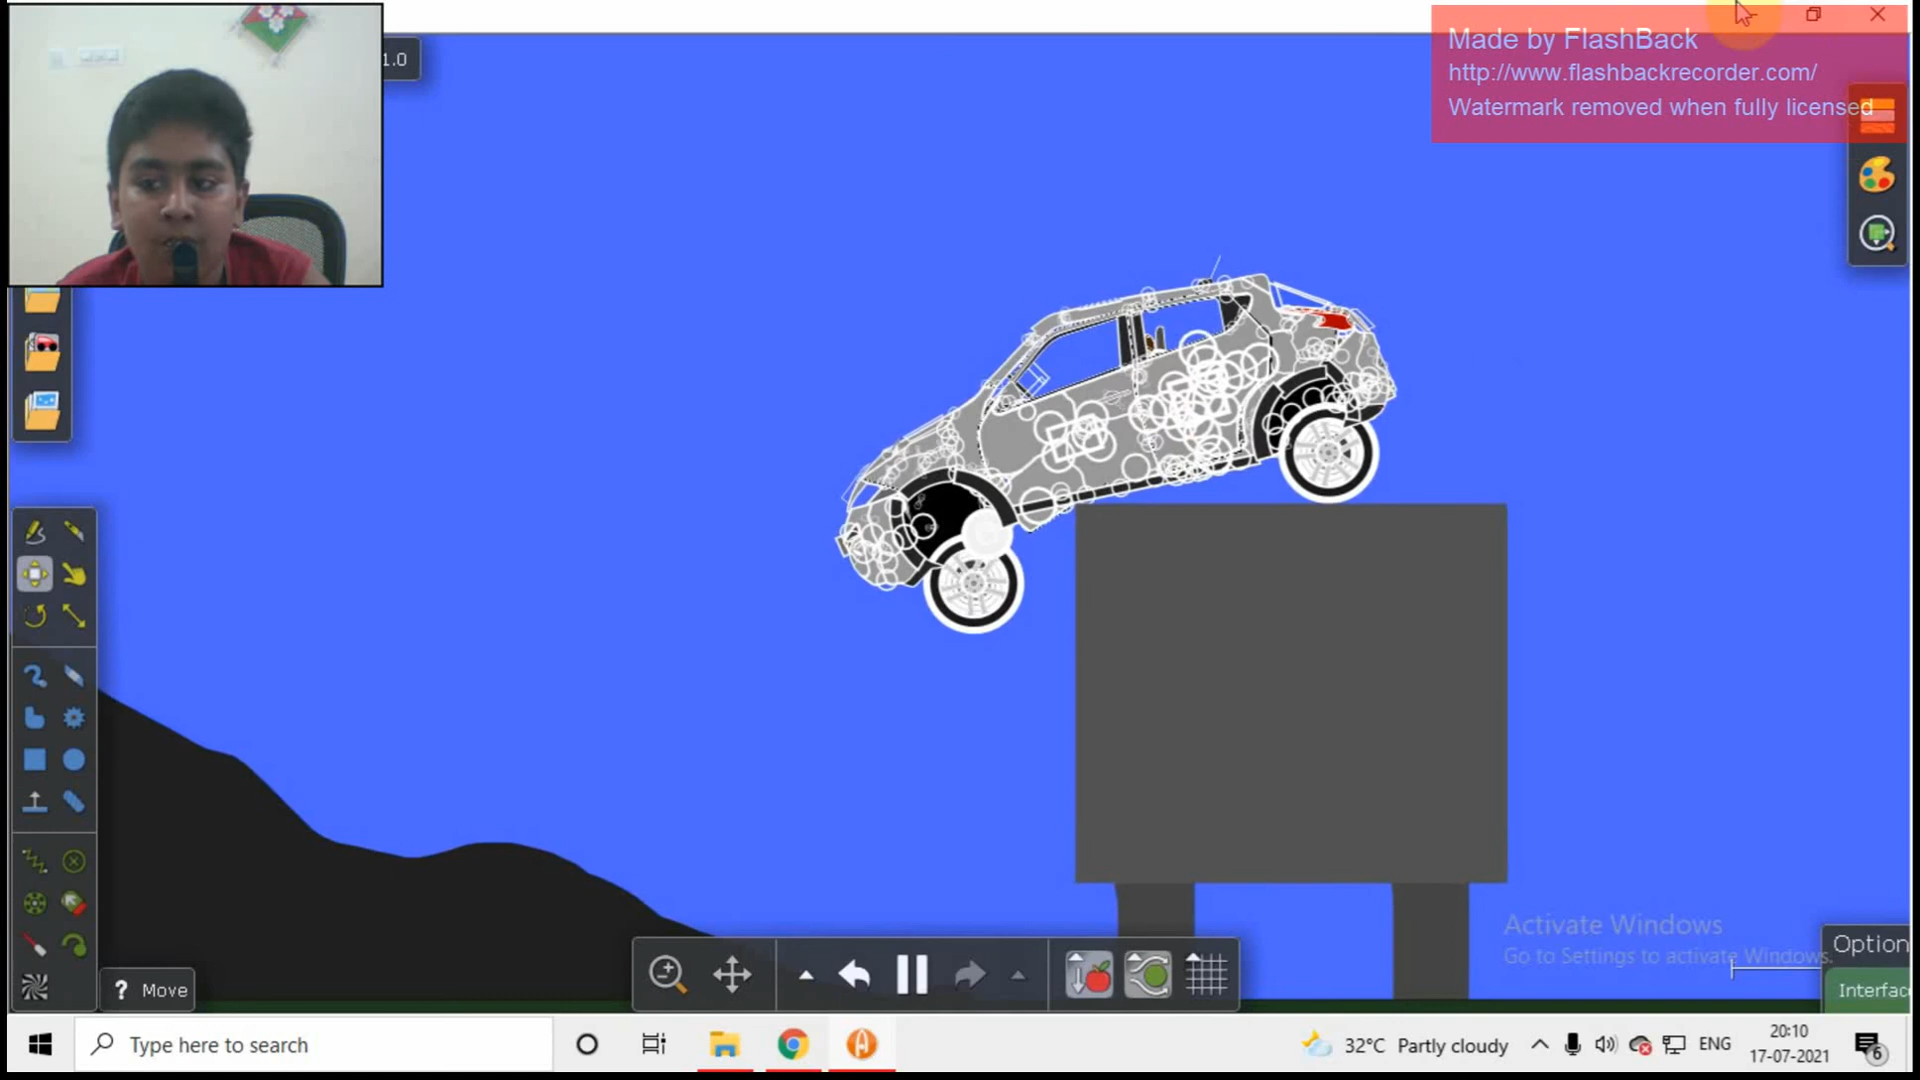 1.0
Made by FlashBack
http://www.flashbackrecorder.com/
Watermark removed when fully licensed
Activate Windows
Go to Settings to activate Windows.
Option
Interfac
? Move
Type here to search
32°C Partly cloudy
ENG
20:10
17-07-2021
6